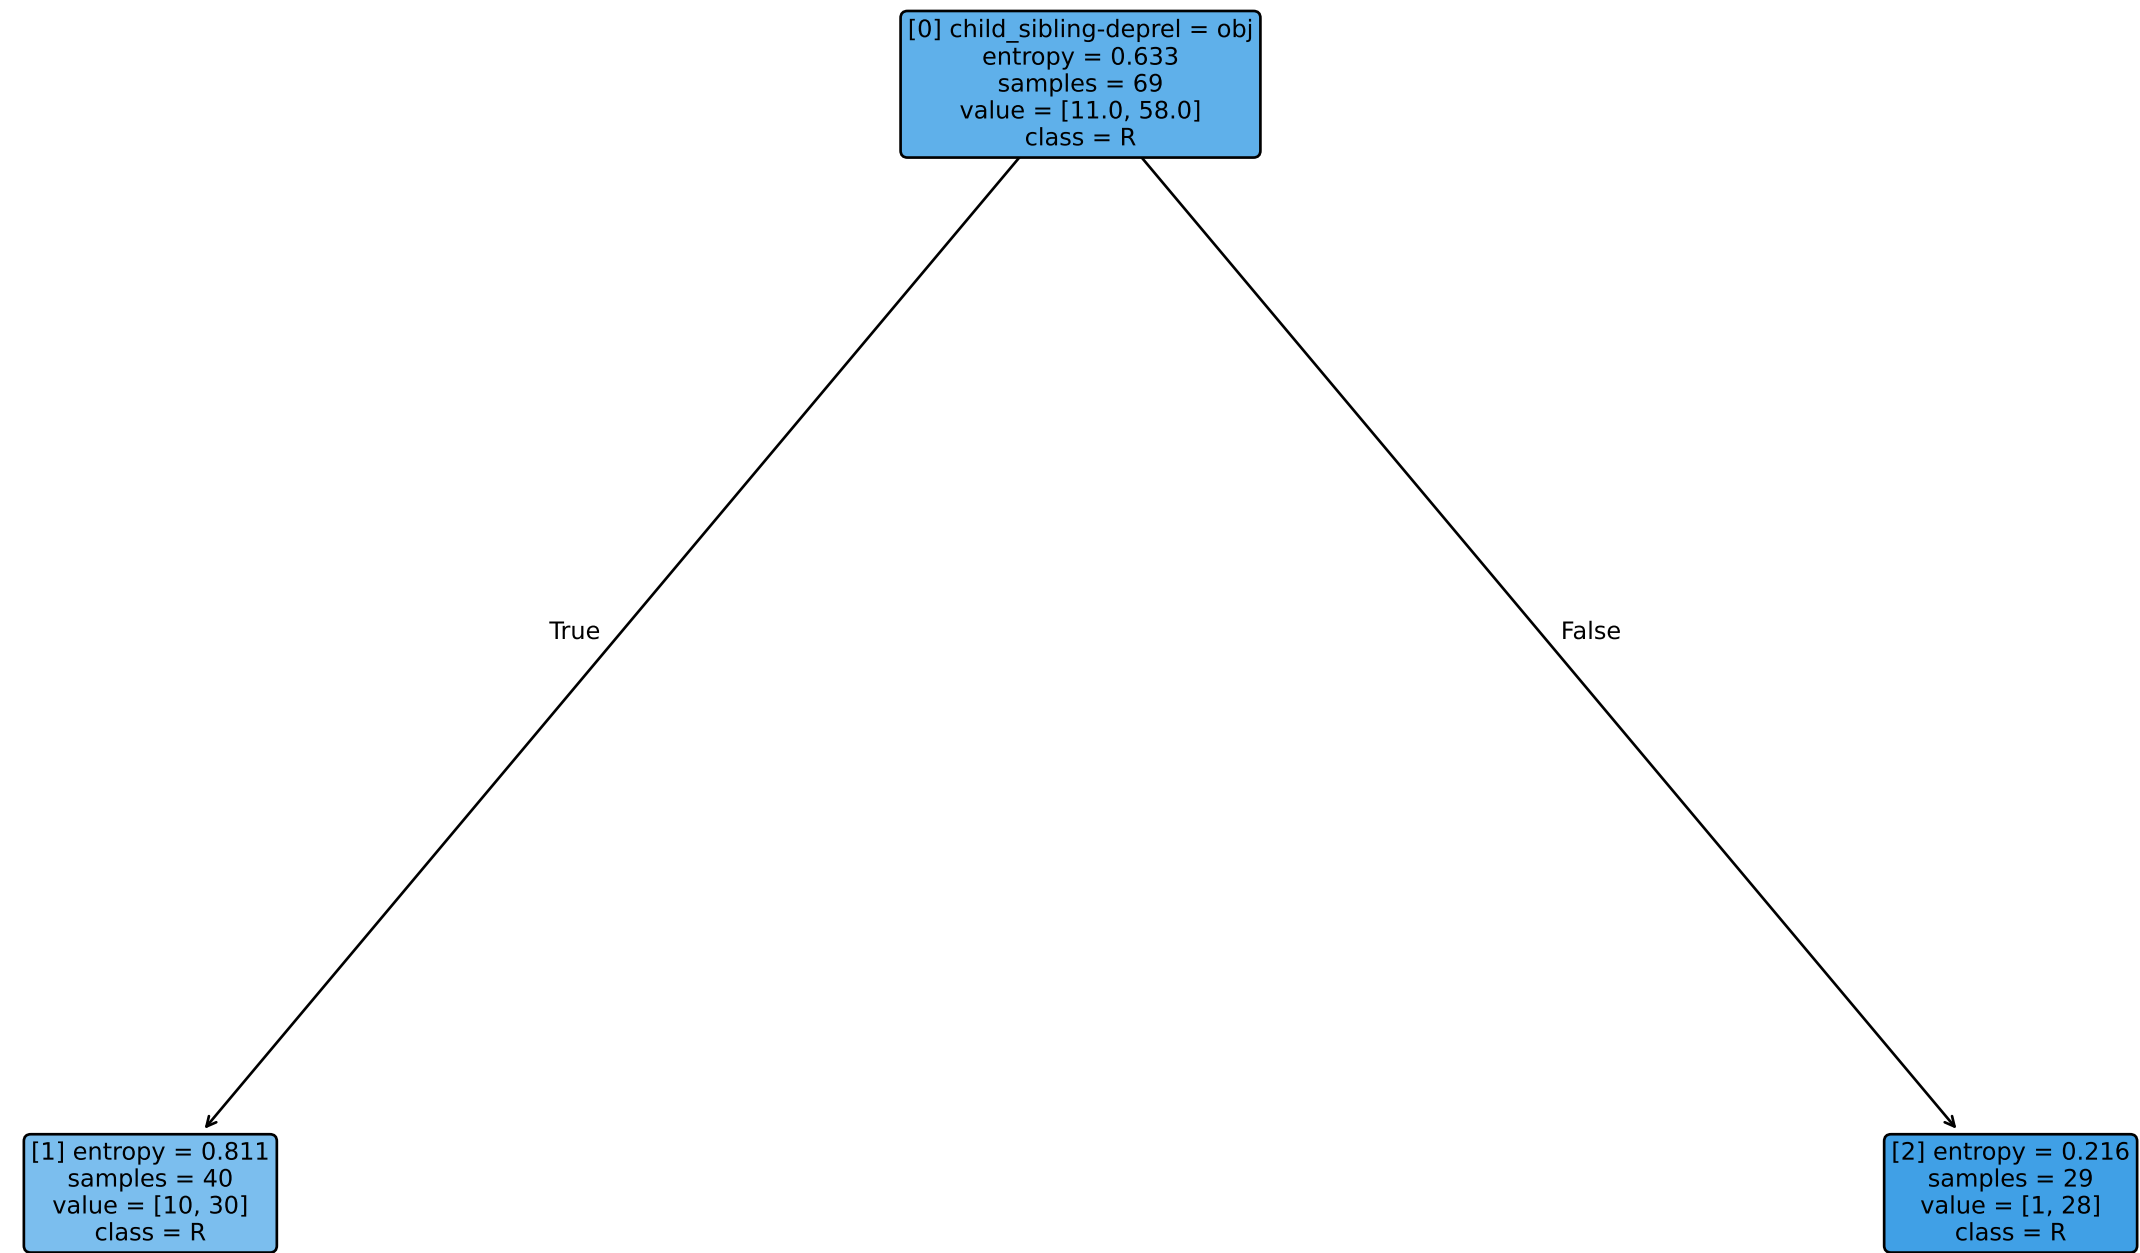 [0] child_sibling-deprel = obj
entropy = 0.633
samples = 69
value = [11.0, 58.0]
class = R
True
False
[1] entropy = 0.811
samples = 40
value = [10, 30]
class = R
[2] entropy = 0.216
samples = 29
value = [1, 28]
class = R